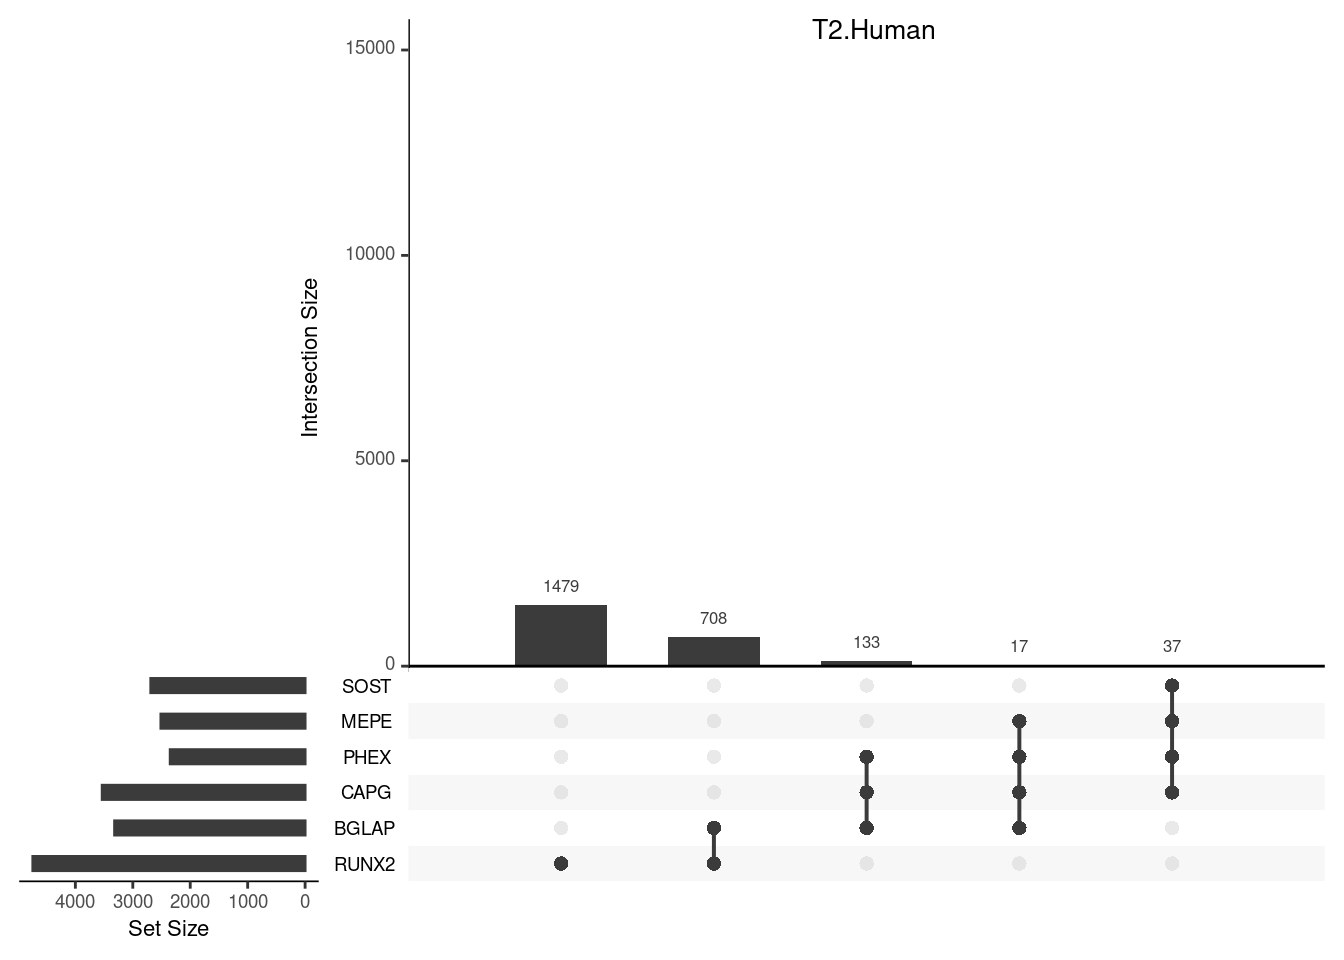 T2.Human
15000
10000
5000
0
Intersection Size
1479
708
133
17
37
SOST
MEPE
PHEX
CAPG
BGLAP
RUNX2
4000 3000 2000 1000 0
Set Size